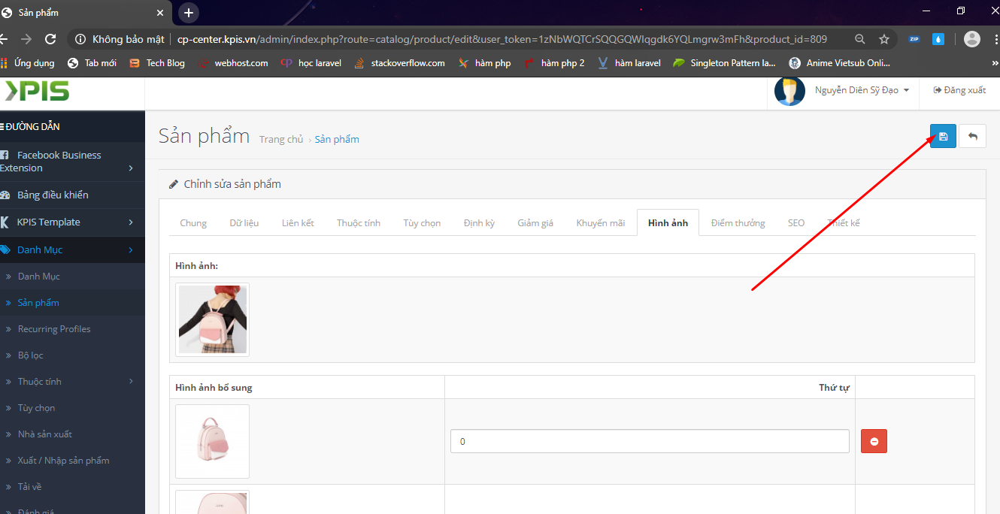 Sản phẩm
Không bảo mật | cp-center.kpis.vn/admin/index.php?route=catalog/product/edit&user_token=1zNbWQTCrSQQGQWIqgdk6YQLmgrw3mFh&product_id=809
ZIP
Ứng dụng Tab mới Tech Blog webhost.com học laravel stackoverflow.com hàm php hàm php 2 hàm laravel Singleton Pattern la... Anime Vietsub Onli... »
KPIS
Nguyễn Diên Sỹ Đạo Đăng xuất
ĐƯỜNG DẪN
Facebook Business
Extension
Bảng điều khiển
KPIS Template
Danh Mục
» Danh Mục
» Sản phẩm
» Recurring Profiles
» Bộ lọc
» Thuộc tính
» Tùy chọn
» Nhà sản xuất
» Xuất / Nhập sản phẩm
» Tải về
» Đánh giá
Sản phẩm Trang chủ › Sản phẩm
Chỉnh sửa sản phẩm
Chung Dữ liệu Liên kết Thuộc tính Tùy chọn Định kỳ Giảm giá Khuyến mãi Hình ảnh Điểm thưởng SEO Thiết kế
Hình ảnh:
Hình ảnh bổ sung Thứ tự
0